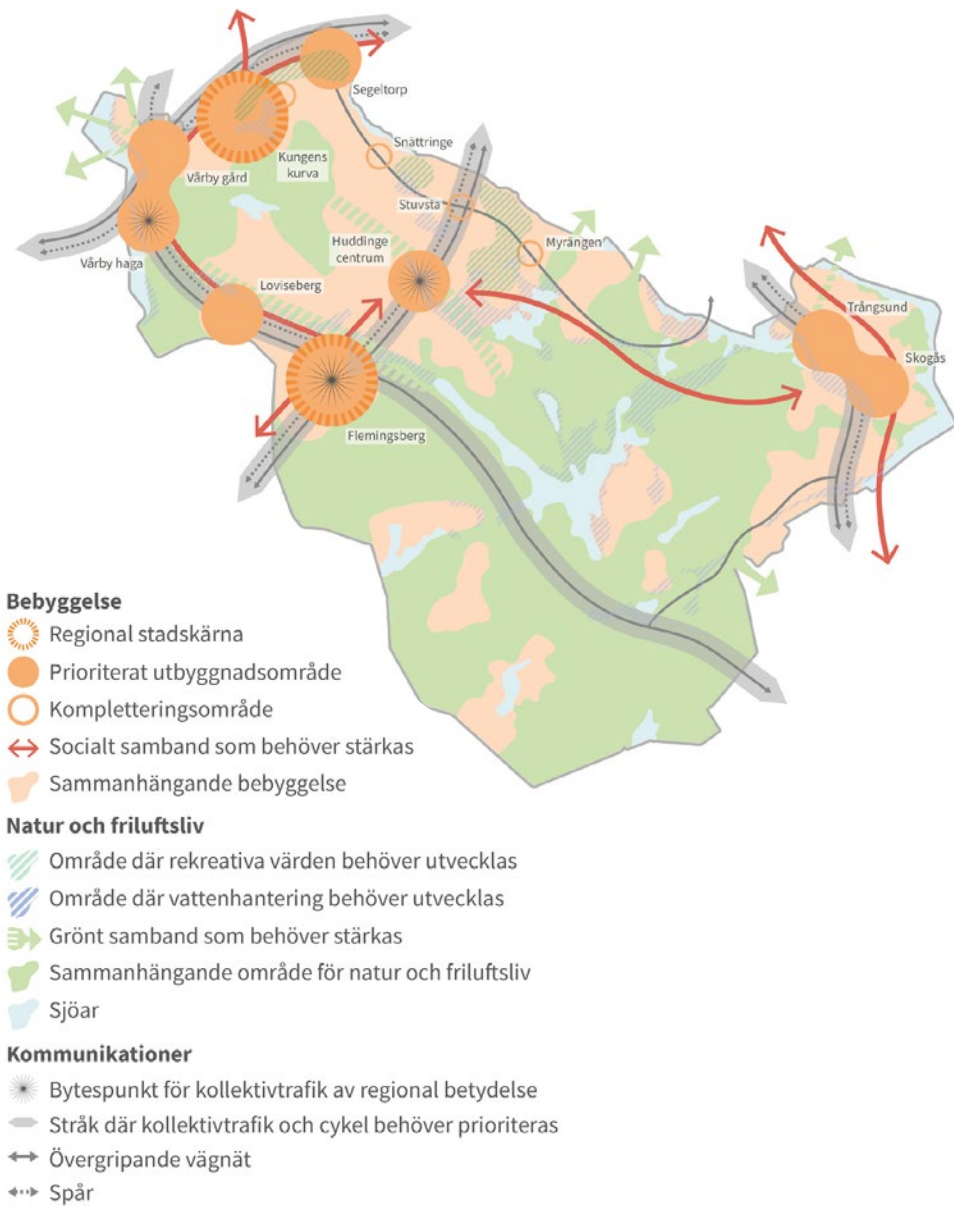 Segeltorp
Snättringe
Kungens
kurva
Vårby gård
Stuvsta
Huddinge
centrum
Myrängen
Vårby haga
Loviseberg
Trångsund
Skogås
Flemingsberg
Bebyggelse
Regional stadskärna
Prioriterat utbyggnadsområde
Kompletteringsområde
Socialt samband som behöver stärkas
Sammanhängande bebyggelse
Natur och friluftsliv
Område där rekreativa värden behöver utvecklas
Område där vattenhantering behöver utvecklas
Grönt samband som behöver stärkas
Sammanhängande område för natur och friluftsliv
Sjöar
Kommunikationer
Bytespunkt för kollektivtrafik av regional betydelse
Stråk där kollektivtrafik och cykel behöver prioriteras
Övergripande vägnät
Spår